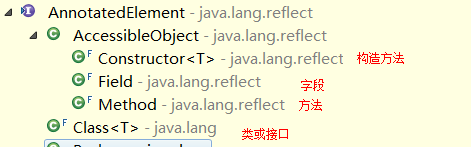 AnnotatedElement - java.lang.reflect
AccessibleObject - java.lang.reflect
Constructor<T> - java.lang.reflect 构造方法
Field - java.lang.reflect 字段
Method - java.lang.reflect 方法
Class<T> - java.lang 类或接口